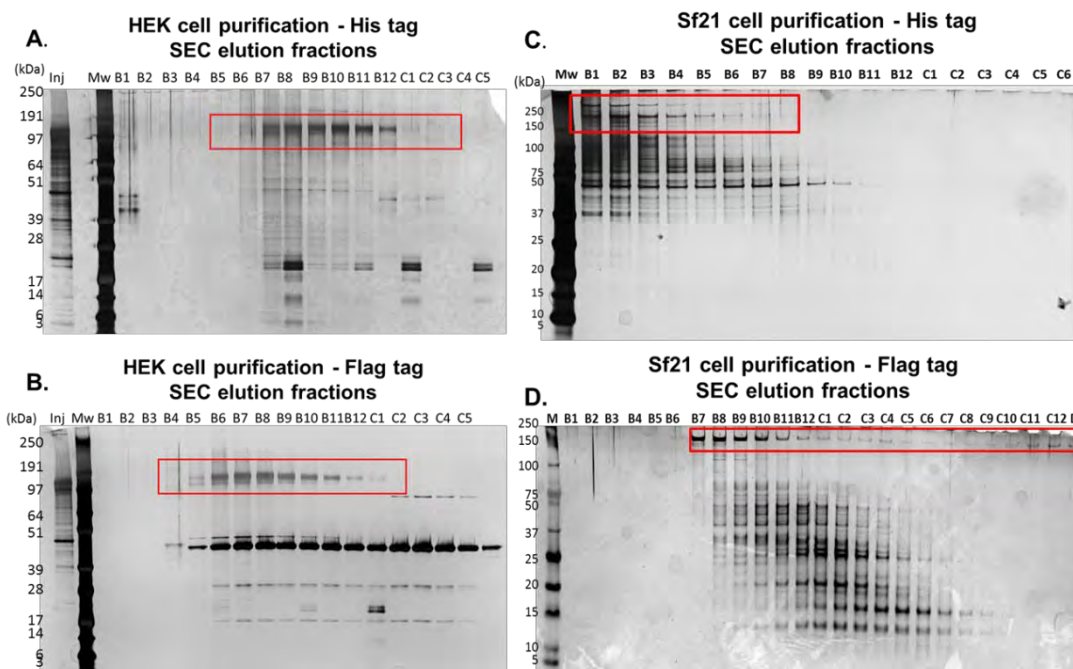 A.
HEK cell purification - His tag
SEC elution fractions
Inj Mw B1 B2 B3 B4 B5 B6 B7 B8 B9 B10 B11 B12 C1 C2 C3 C4 C5
(kDa)
250
191
97
64
51
39
28
17
14
6
3
C.
Sf21 cell purification - His tag
SEC elution fractions
Mw B1 B2 B3 B4 B5 B6 B7 B8 B9 B10 B11 B12 C1 C2 C3 C4 C5 C6
(kDa)
250
150
100
75
50
37
25
20
15
10
5
B.
HEK cell purification - Flag tag
SEC elution fractions
(kDa) Inj Mw B1 B2 B3 B4 B5 B6 B7 B8 B9 B10 B11 B12 C1 C2 C3 C4 C5
250
191
97
64
51
39
28
17
14
6
3
Sf21 cell purification - Flag tag
SEC elution fractions
D.
(kDa) M B1 B2 B3 B4 B5 B6 B7 B8 B9 B10 B11 B12 C1 C2 C3 C4 C5 C6 C7 C8 C9 C10 C11 C12
250
150
100
75
50
37
25
20
15
10
5